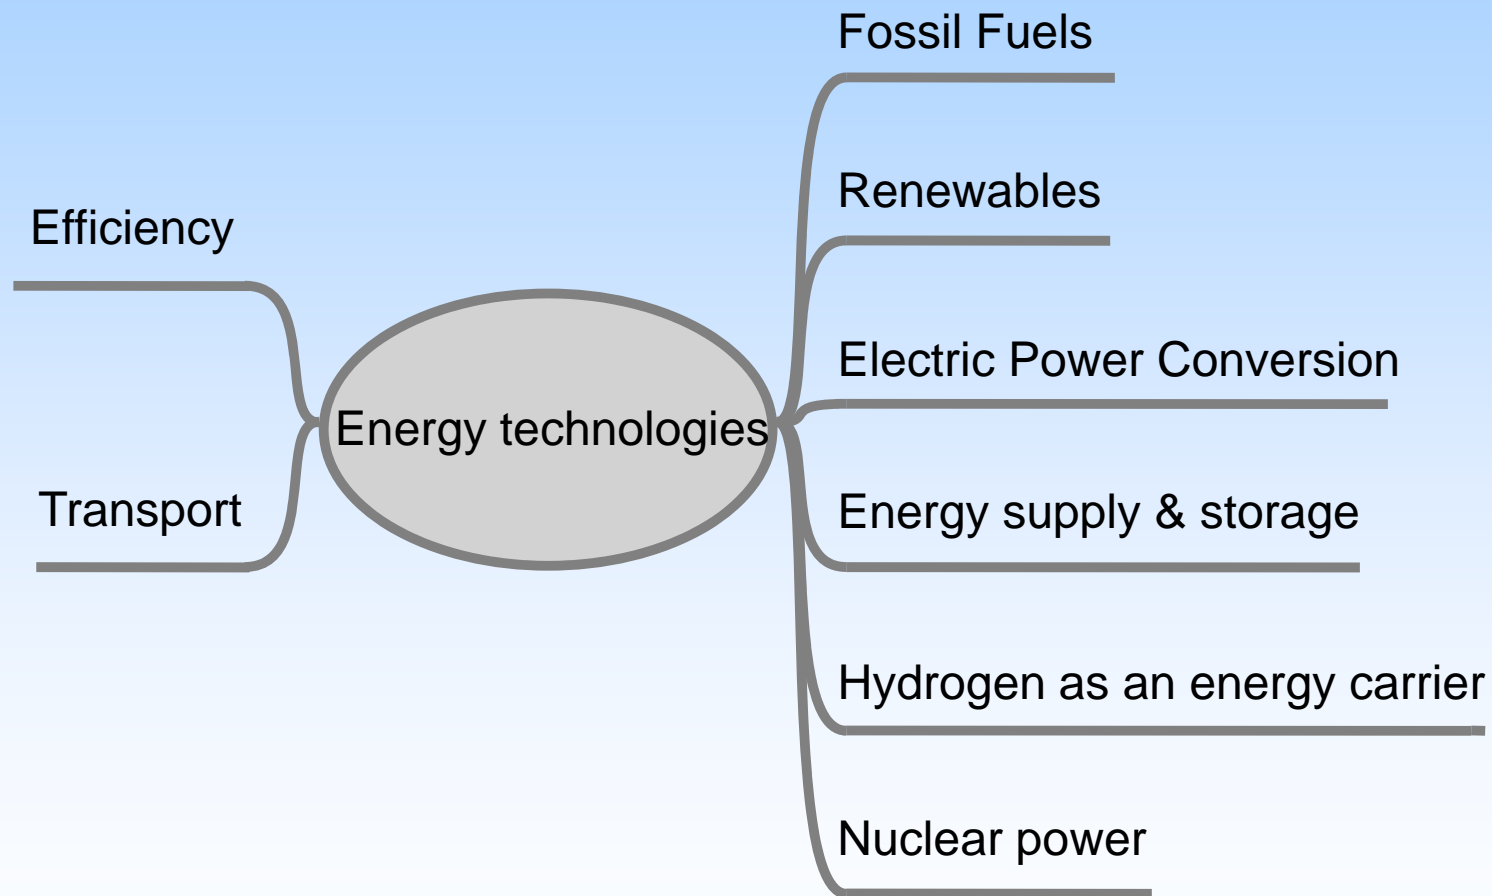 Fossil Fuels
Renewables
Efficiency
Electric Power Conversion
Energy technologies
Transport
Energy supply & storage
Hydrogen as an energy carrier
Nuclear power